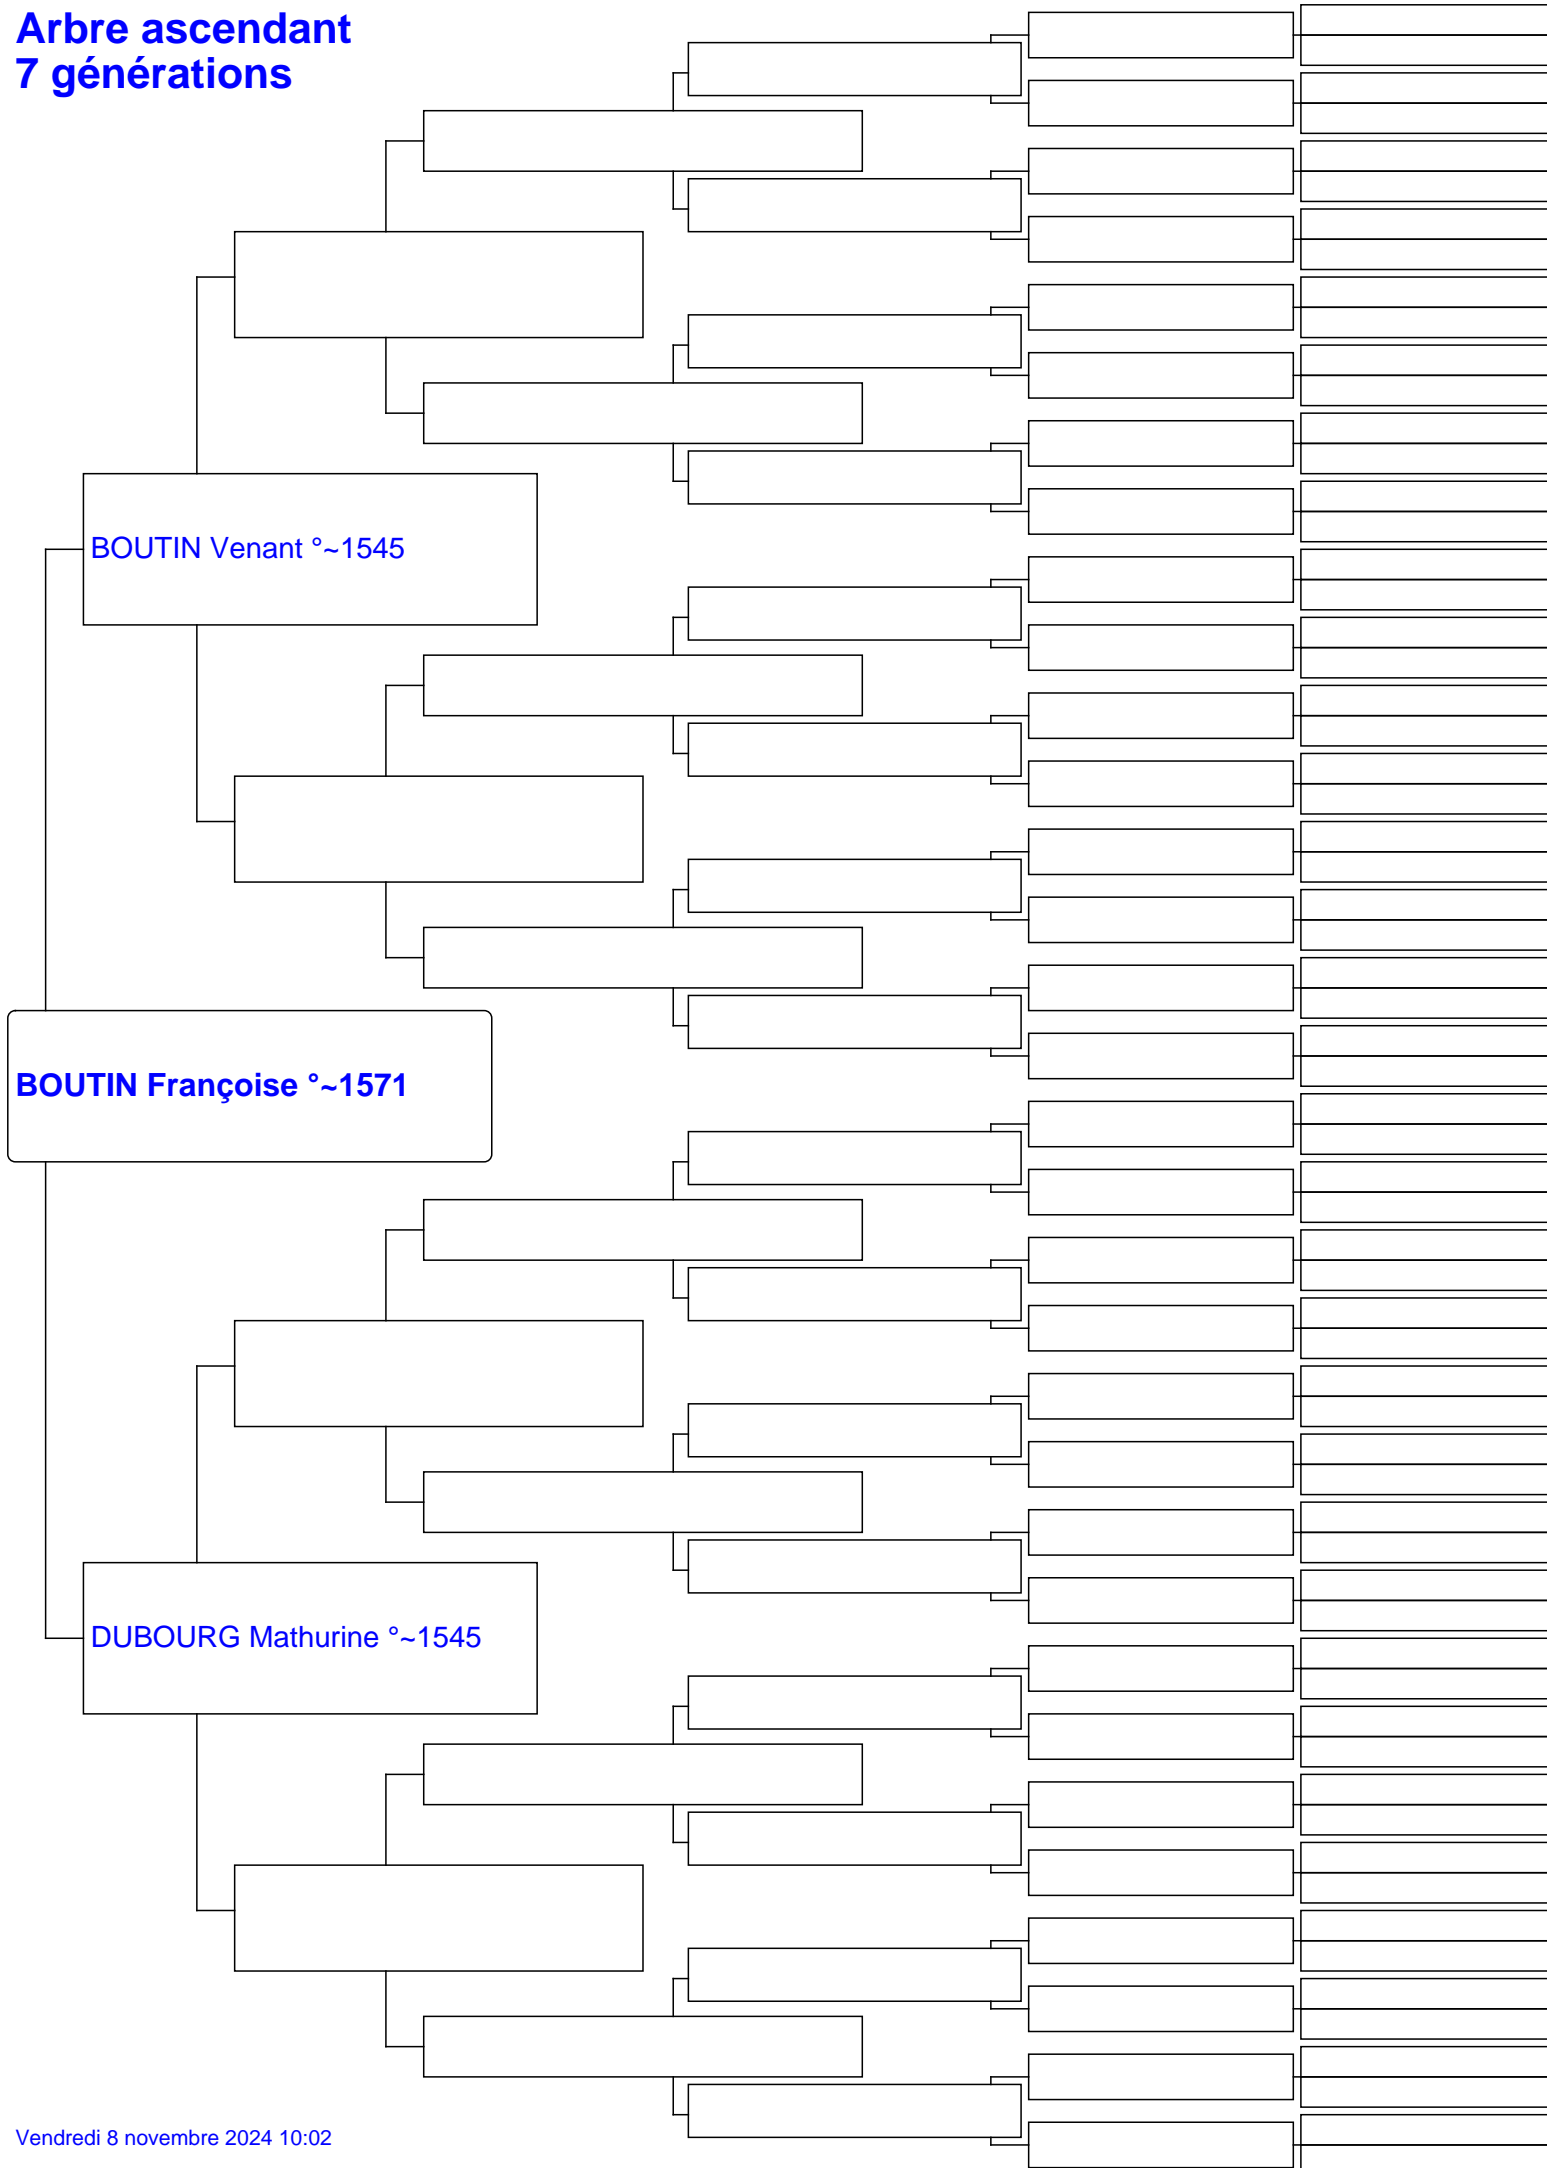 Arbre ascendant
7 générations
BOUTIN Venant °~1545
BOUTIN Françoise °~1571
DUBOURG Mathurine °~1545
Vendredi 8 novembre 2024 10:02